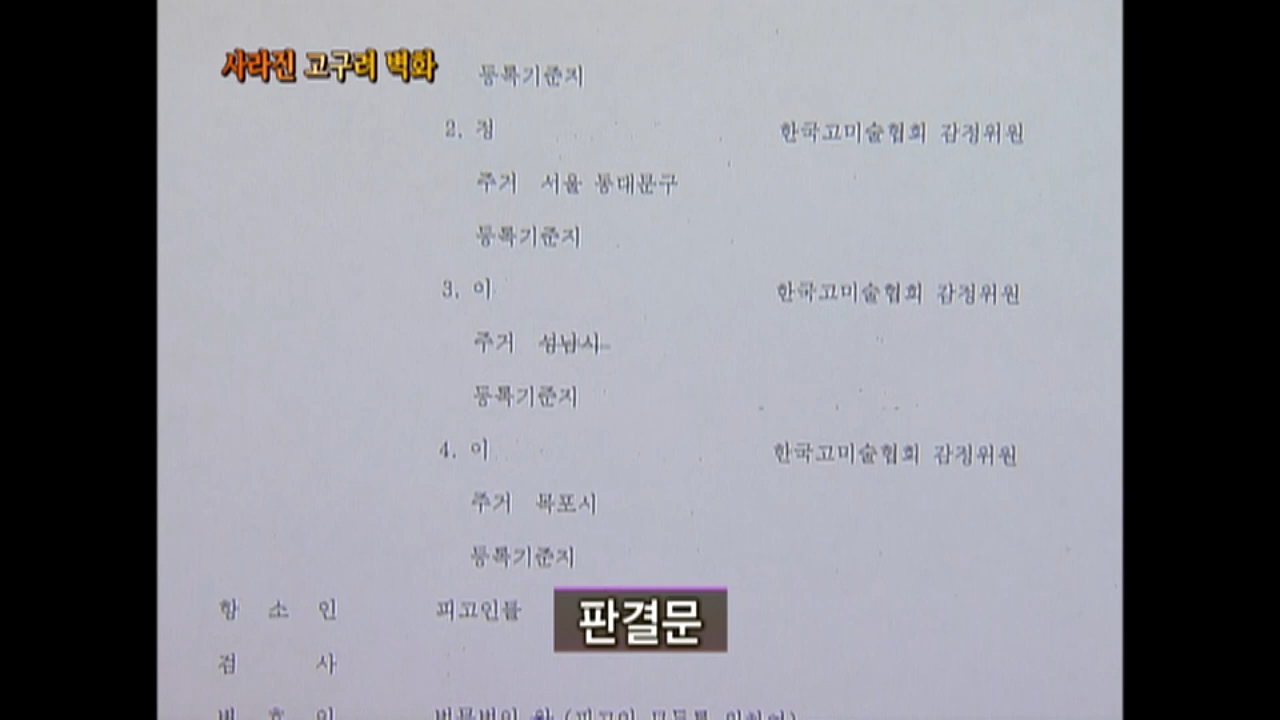 사라진 고구려 벽화
등록기준지
2. 정 한국고미술협회 감정위원
주거 서울 동대문구
등록기준지
3. 이 한국고미술협회 감정위원
주거 성남시
등록기준지
4. 이 한국고미술협회 감정위원
주거 목포시
등록기준지
항 소 인 피고인들
판결문
검 사